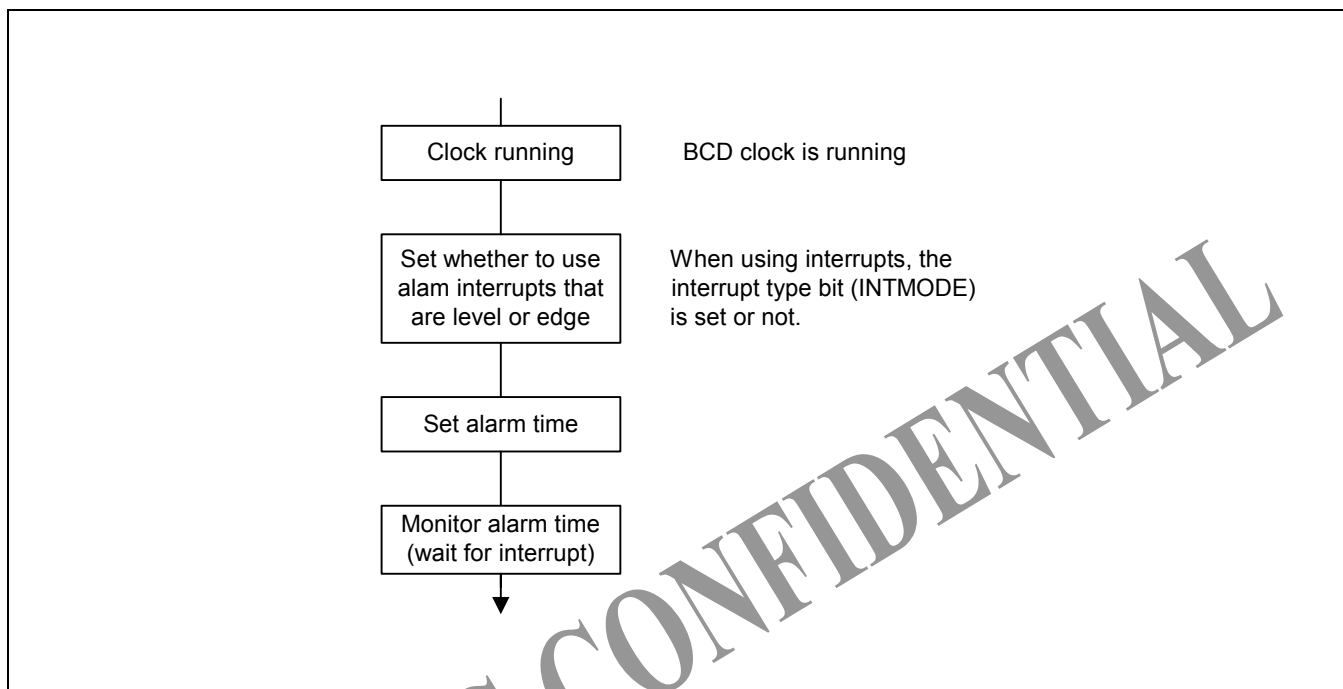 Clock running
BCD clock is running
Set whether to use
alam interrupts that
are level or edge
When using interrupts, the
interrupt type bit (INTMODE)
is set or not.
Set alarm time
Monitor alarm time
(wait for interrupt)
CONFIDENTIAL